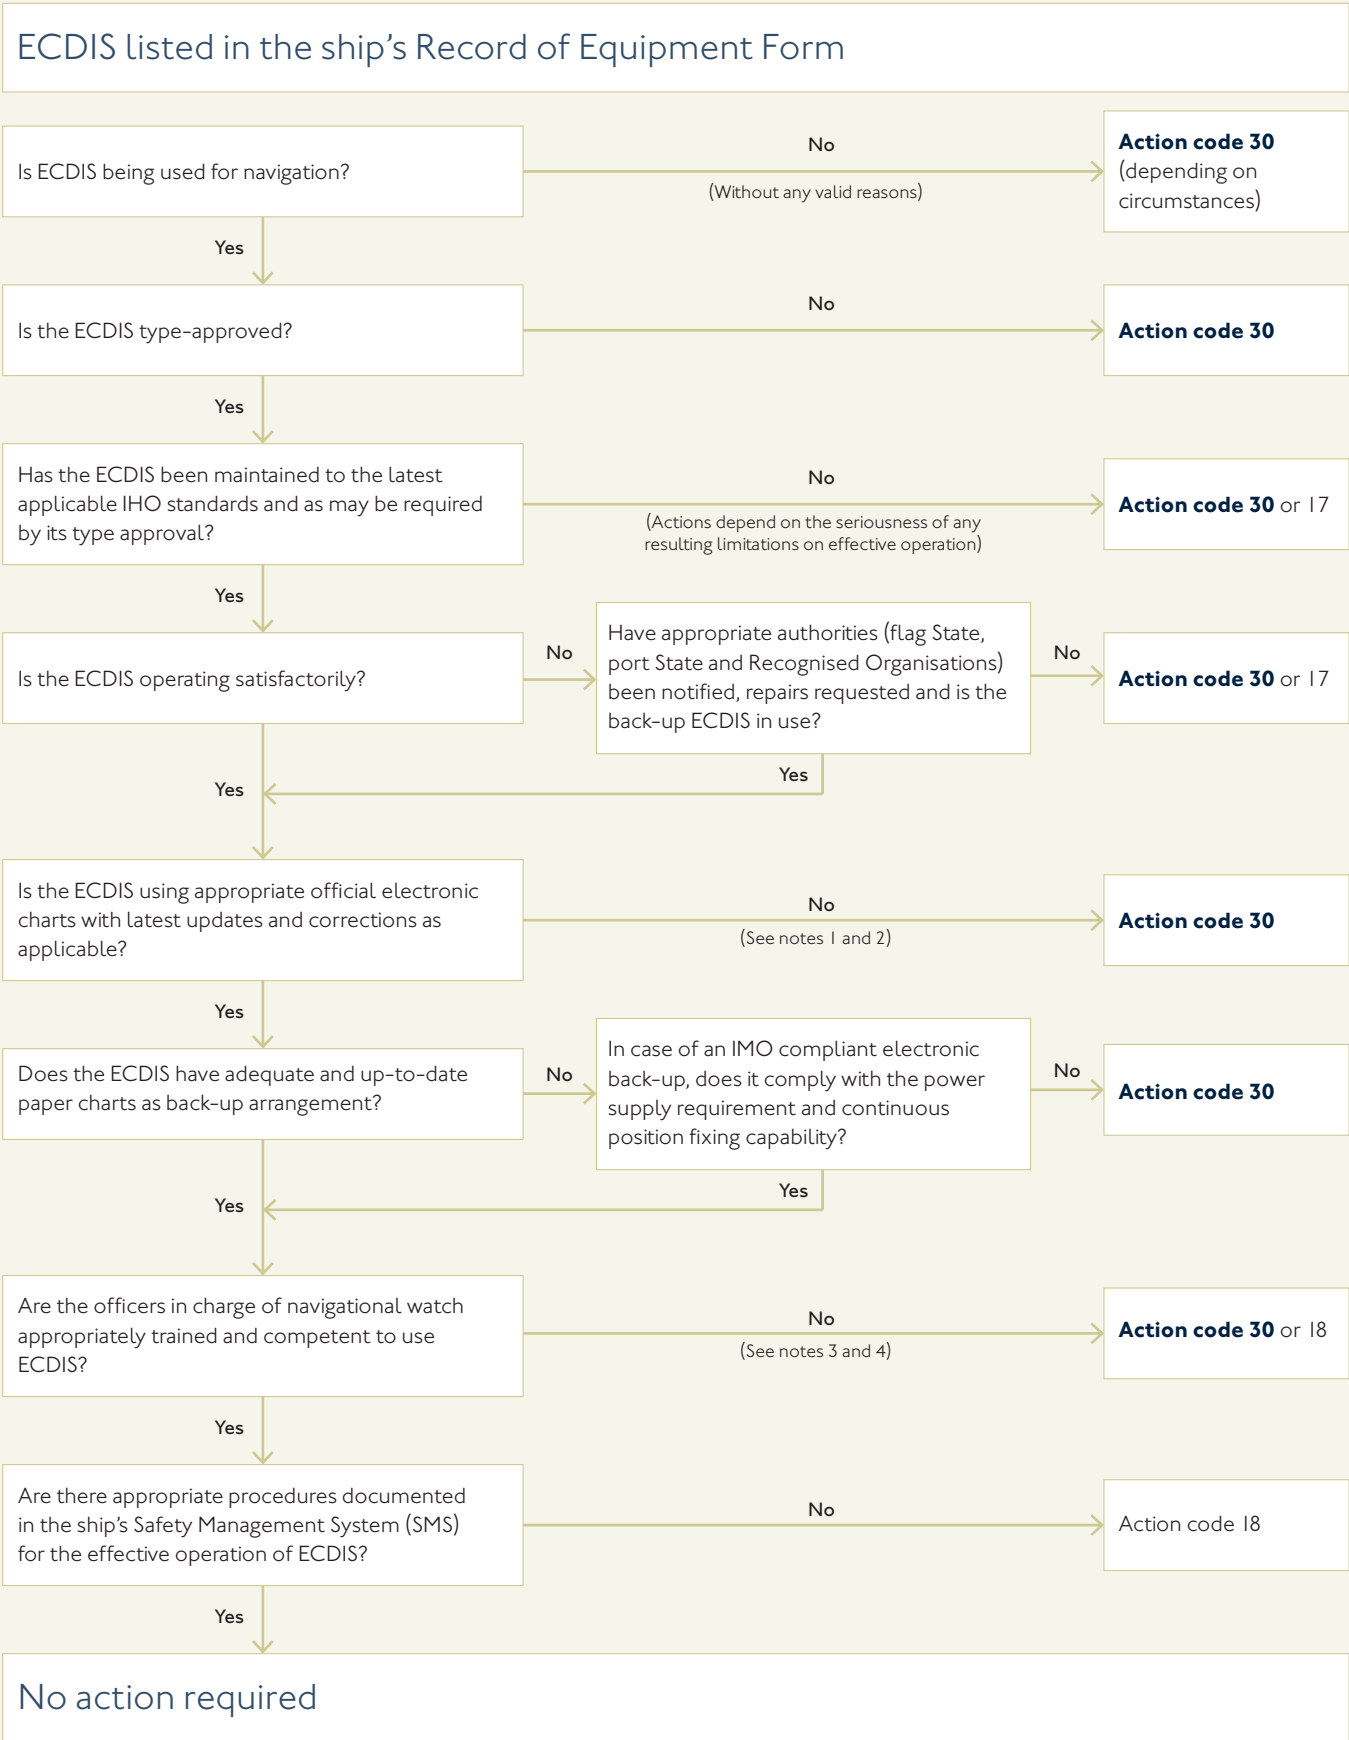 ECDIS listed in the ship's Record of Equipment Form
Is ECDIS being used for navigation?
No
(Without any valid reasons)
Action code 30
(depending on
circumstances)
Yes
Is the ECDIS type-approved?
No
Action code 30
Yes
Has the ECDIS been maintained to the latest
applicable IHO standards and as may be required
by its type approval?
No
(Actions depend on the seriousness of any
resulting limitations on effective operation)
Action code 30 or 17
Yes
Is the ECDIS operating satisfactorily?
No
Have appropriate authorities (flag State,
port State and Recognised Organisations)
been notified, repairs requested and is the
back-up ECDIS in use?
No
Action code 30 or 17
Yes
Yes
Is the ECDIS using appropriate official electronic
charts with latest updates and corrections as
applicable?
No
(See notes 1 and 2)
Action code 30
Yes
Does the ECDIS have adequate and up-to-date
paper charts as back-up arrangement?
No
In case of an IMO compliant electronic
back-up, does it comply with the power
supply requirement and continuous
position fixing capability?
No
Action code 30
Yes
Yes
Are the officers in charge of navigational watch
appropriately trained and competent to use
ECDIS?
No
(See notes 3 and 4)
Action code 30 or 18
Yes
Are there appropriate procedures documented
in the ship's Safety Management System (SMS)
for the effective operation of ECDIS?
No
Action code 18
Yes
No action required